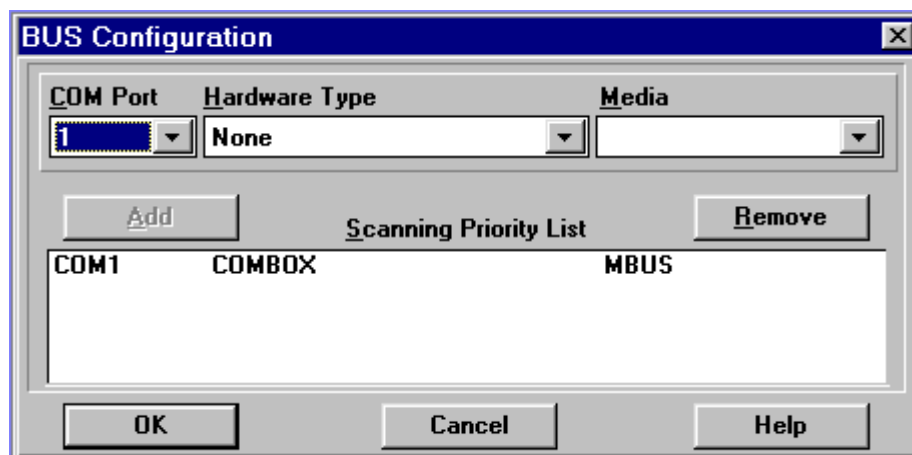 BUS Configuration
COM Port Hardware Type Media
1 None
Add Scanning Priority List Remove
COM1 COMBOX MBUS
OK Cancel Help